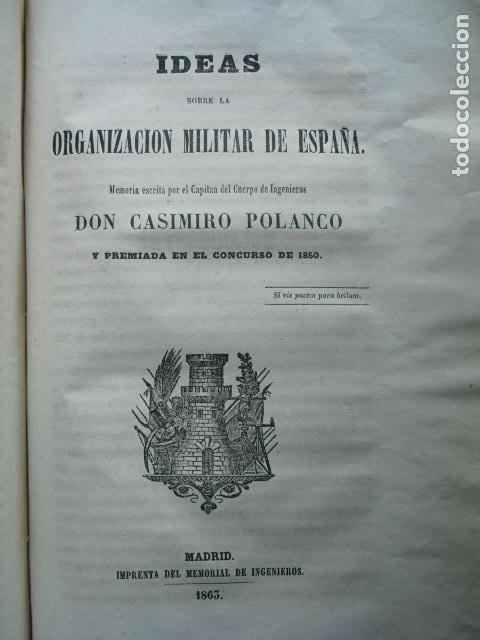 IDEAS
SOBRE LA
ORGANIZACION MILITAR DE ESPAÑA.
Memoria escrita por el Capitan del Cuerpo de Ingenieros
DON CASIMIRO POLANCO
Y PREMIADA EN EL CONCURSO DE 1850.
Si vis pacem para bellum.
MADRID.
IMPRENTA DEL MEMORIAL DE INGENIEROS.
1863.
todocoleccion